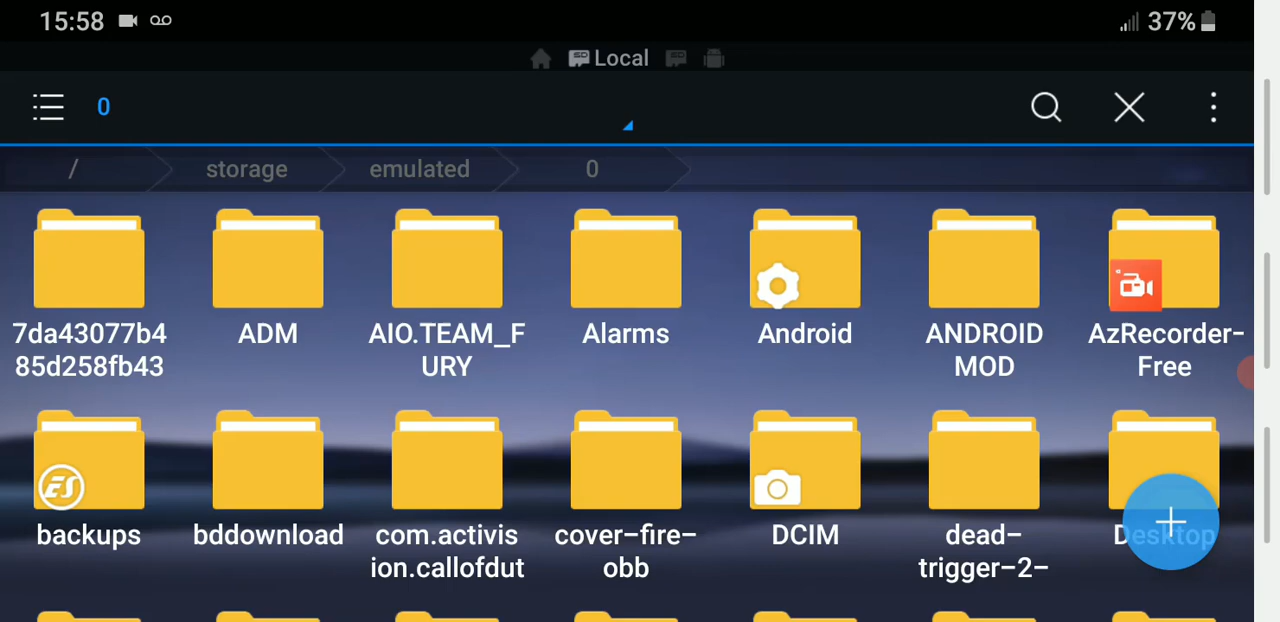 15:58
37%
Local
0
/ storage emulated 0
7da43077b4
85d258fb43
ADM
AIO.TEAM_F
URY
Alarms
Android
ANDROID
MOD
AzRecorder-
Free
ES
backups
bddownload
com.activis
ion.callofdut
cover-fire-
obb
DCIM
dead-
trigger-2-
Desktop